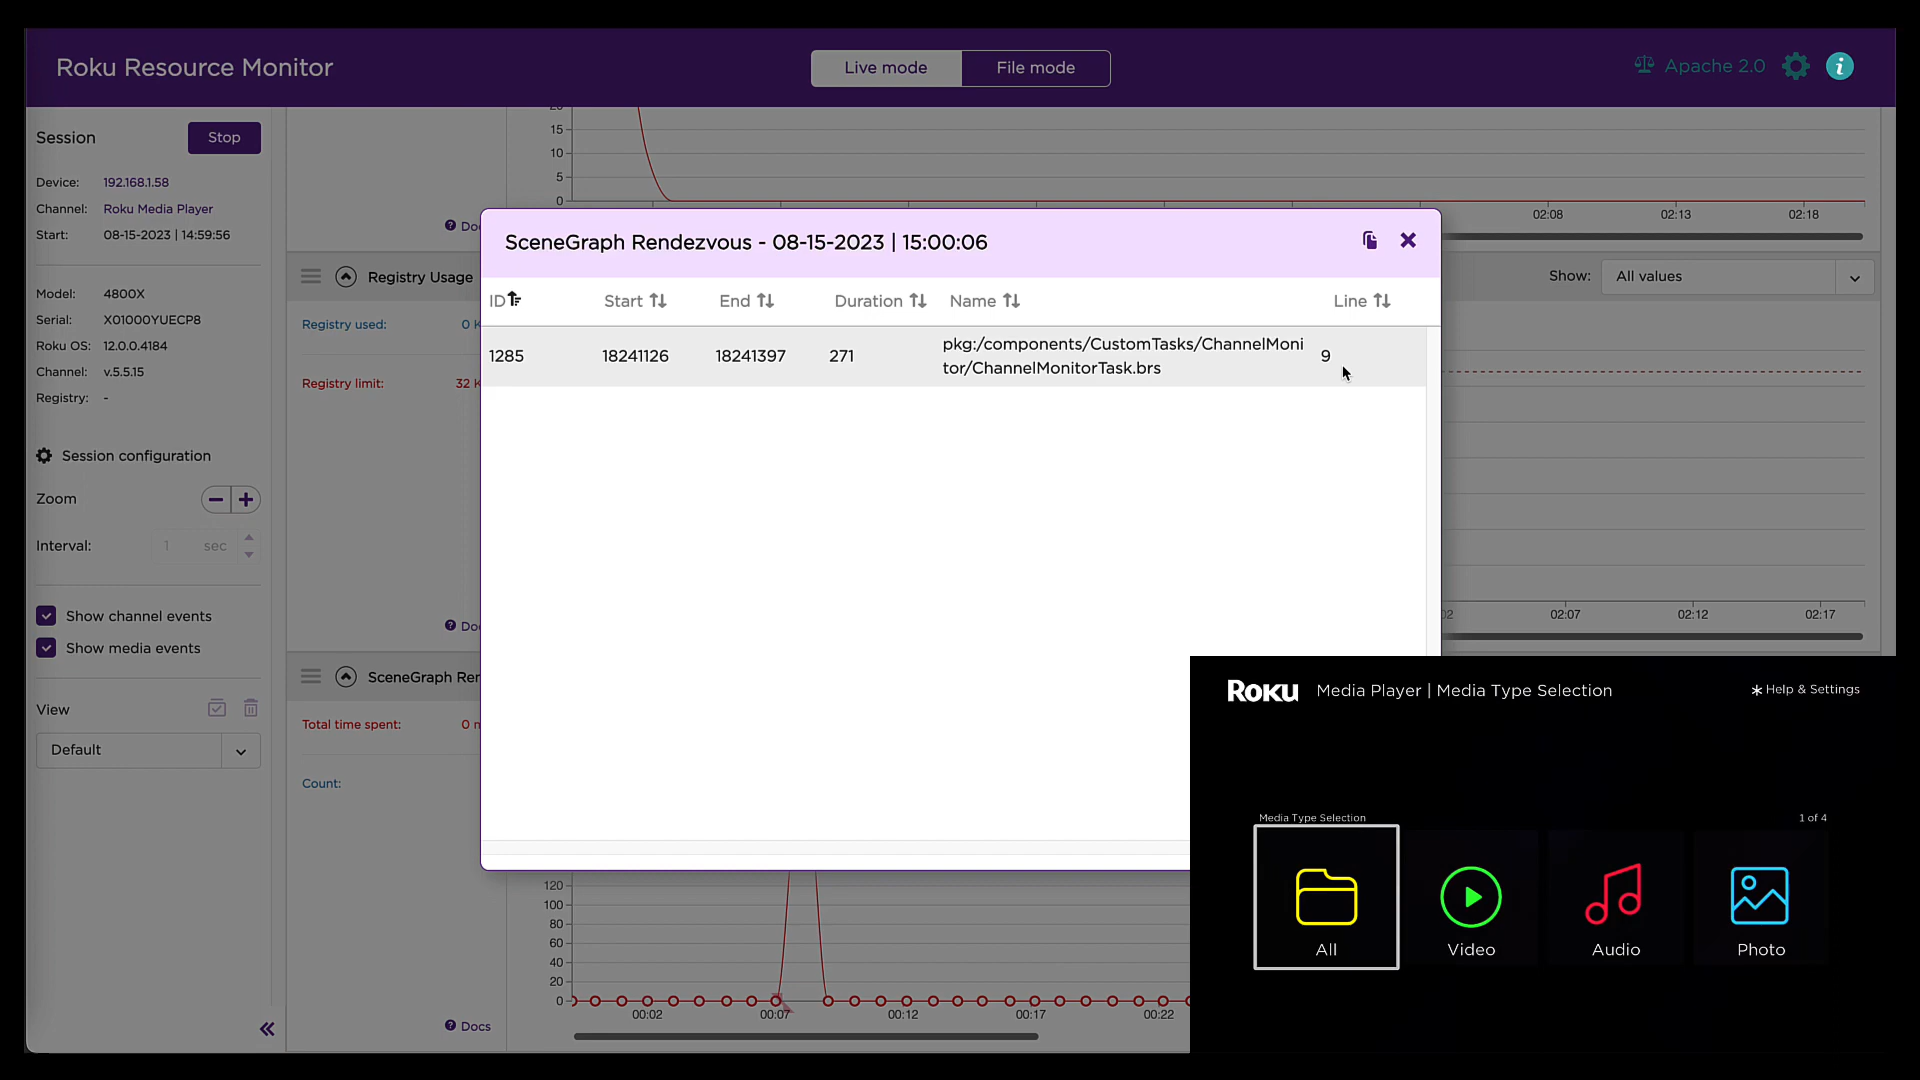 Roku Resource Monitor
Live mode
File mode
Apache 2.0
Session
Stop
Device: 192.168.1.58
Channel: Roku Media Player
Start: 08-15-2023 | 14:59:56
Model: 4800X
Serial: X01000YUECP8
Roku OS: 12.0.0.4184
Channel: v.5.5.15
Registry: -
Session configuration
Zoom
Interval: 1 sec
Show channel events
Show media events
View
Default
15
10
5
0
02:08
02:13
02:18
Registry Usage
Show: All values
Registry used: 0
Registry limit: 32
02:07
02:12
02:17
SceneGraph Rendezvous - 08-15-2023 | 15:00:06
ID
Start
End
Duration
Name
Line
1285
18241126
18241397
271
pkg:/components/CustomTasks/ChannelMoni
tor/ChannelMonitorTask.brs
9
Total time spent: 0
Count:
120
100
80
60
40
20
0
00:02
00:07
00:12
00:17
00:22
Docs
Roku Media Player | Media Type Selection
Help & Settings
Media Type Selection
1 of 4
All
Video
Audio
Photo